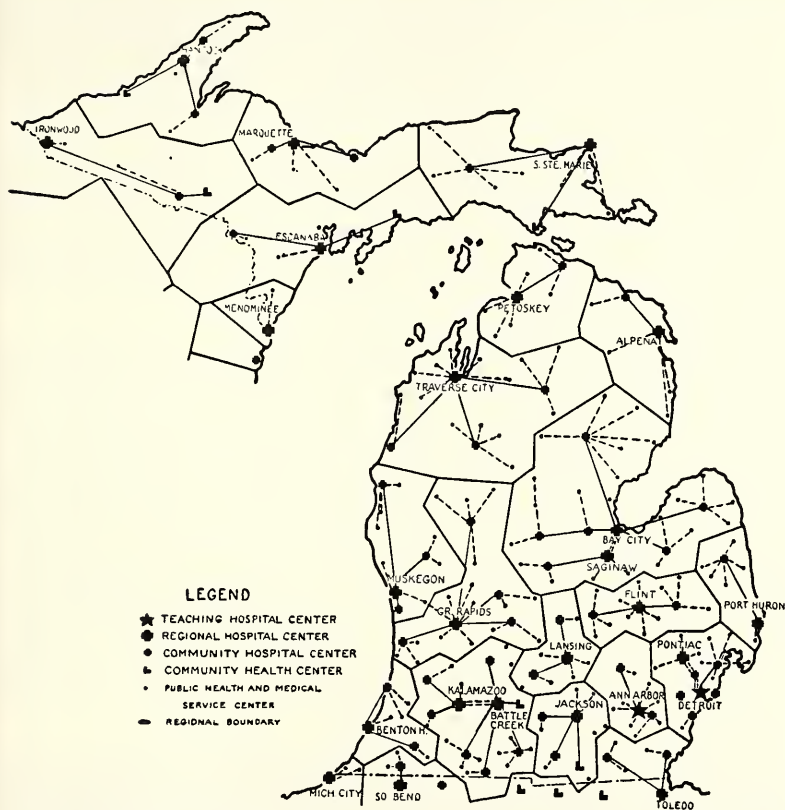 HANCOCK
IRONWOOD
MARQUETTE
S. STE. MARIE
ESCANABA
MENOMINEE
PETOSKEY
ALPENA
TRAVERSE CITY
BAY CITY
SAGINAW
MUSKEGON
GR. RAPIDS
FLINT
PORT HURON
LANSING
PONTIAC
KALAMAZOO
BATTLE
CREEK
JACKSON
ANN ARBOR
DETROIT
BENTON H.
MICH CITY
SO BEND
TOLEDO
LEGEND
TEACHING HOSPITAL CENTER
REGIONAL HOSPITAL CENTER
COMMUNITY HOSPITAL CENTER
COMMUNITY HEALTH CENTER
PUBLIC HEALTH AND MEDICAL
SERVICE CENTER
REGIONAL BOUNDARY